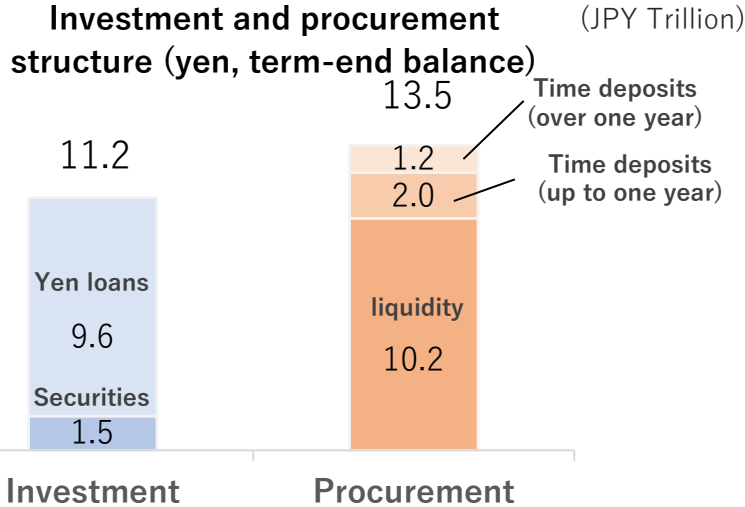 Investment and procurement
structure (yen, term-end balance)
(JPY Trillion)
13.5
Time deposits
(over one year)
11.2
1.2
Time deposits
(up to one year)
2.0
Yen loans
9.6
liquidity
10.2
Securities
1.5
Investment
Procurement